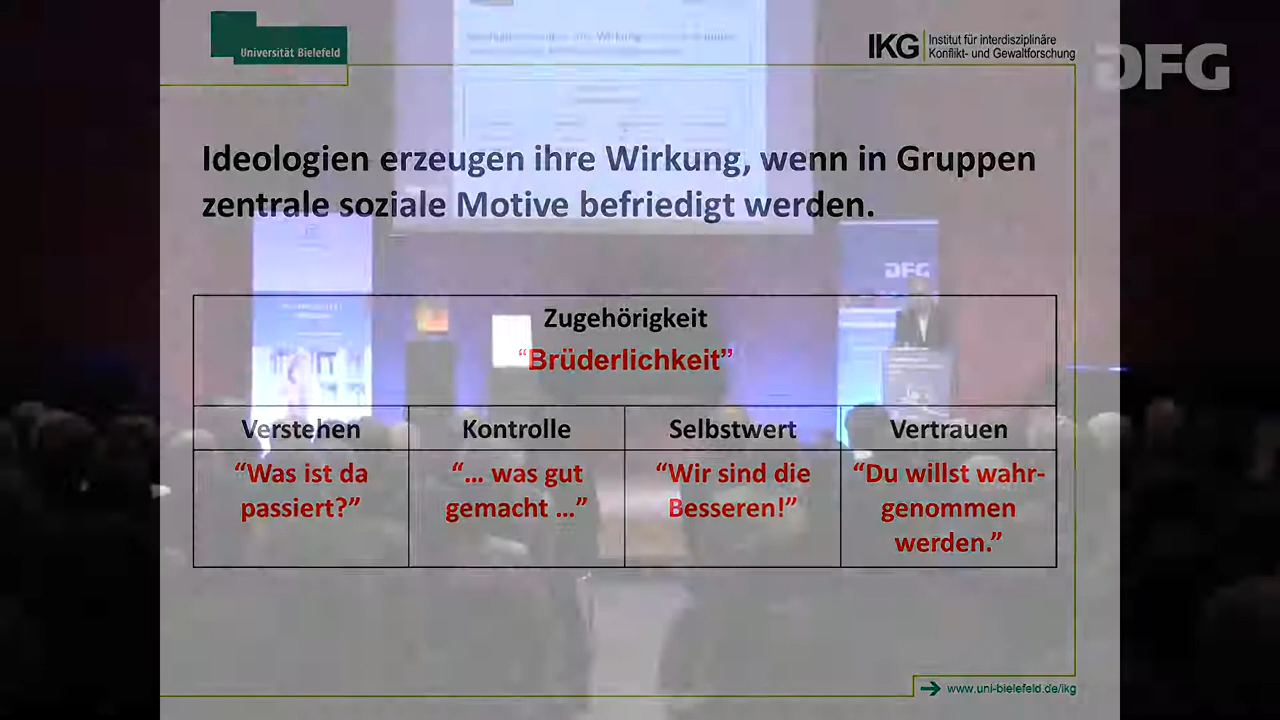 Universität Bielefeld
IKG Institut für interdisziplinäre
Konflikt- und Gewaltforschung
DFG
Ideologien erzeugen ihre Wirkung, wenn in Gruppen
zentrale soziale Motive befriedigt werden.
DFG
Zugehörigkeit
“Brüderlichkeit”
Verstehen
Kontrolle
Selbstwert
Vertrauen
“Was ist da
passiert?”
“... was gut
gemacht ...”
“Wir sind die
Besseren!”
“Du willst wahr-
genommen
werden.”
www.uni-bielefeld.de/ikg